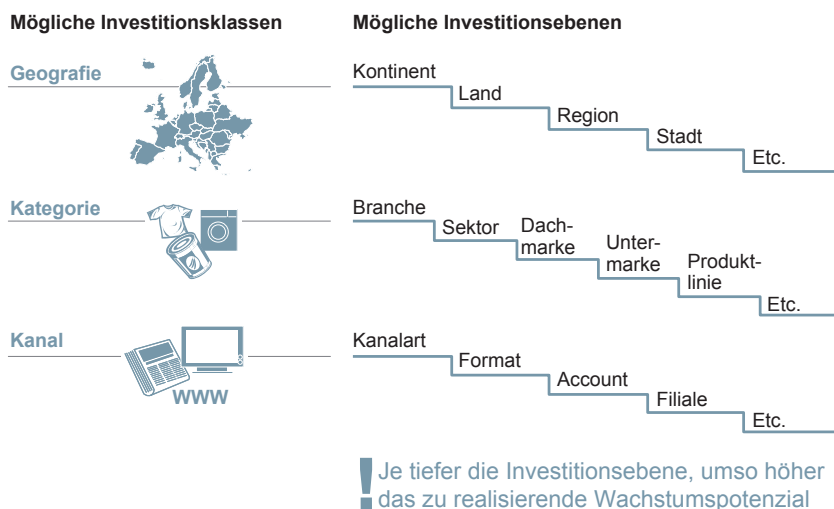 Mögliche Investitionsklassen
Mögliche Investitionsebenen
Geografie
Kontinent
Land
Region
Stadt
Etc.
Kategorie
Branche
Sektor
Dach-
marke
Unter-
marke
Produkt-
linie
Etc.
Kanal
WWW
Kanalart
Format
Account
Filiale
Etc.
! Je tiefer die Investitionsebene, umso höher
das zu realisierende Wachstumspotenzial